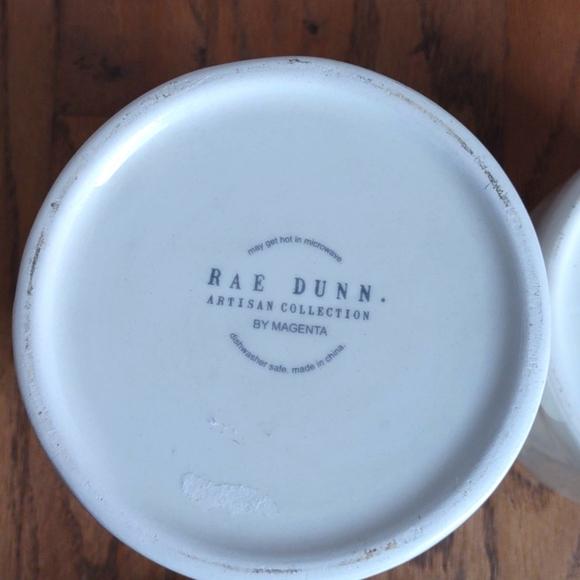 may get hot in microwave
RAE DUNN.
ARTISAN COLLECTION
BY MAGENTA
dishwasher safe. made in china.